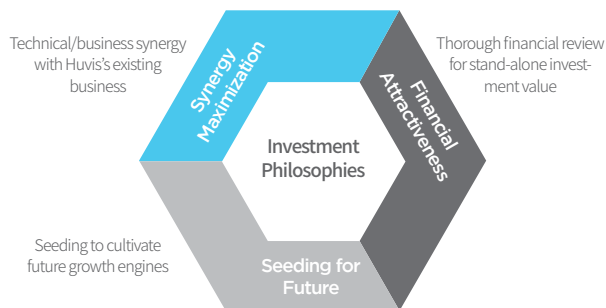 Technical/business synergy
with Huvis's existing
business
Synergy
Maximization
Thorough financial review
for stand-alone invest-
ment value
Financial
Attractiveness
Investment
Philosophies
Seeding to cultivate
future growth engines
Seeding for
Future